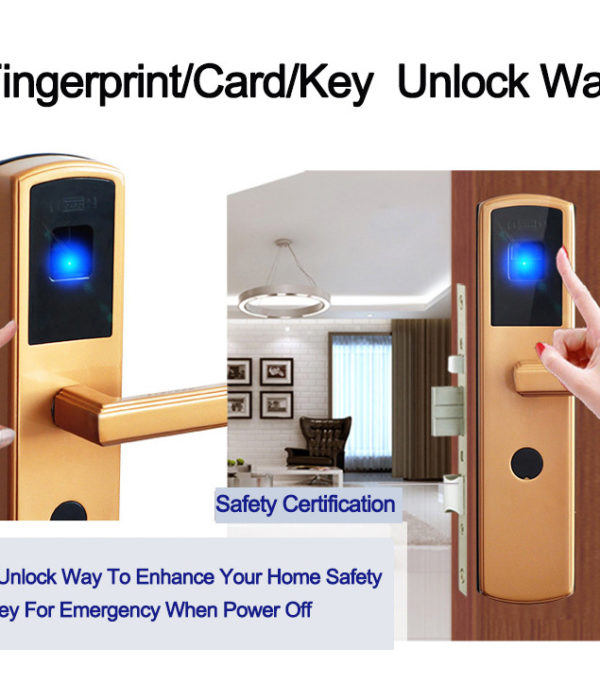 Fingerprint/Card/Key Unlock Wa
Safety Certification
Unlock Way To Enhance Your Home Safety
ey For Emergency When Power Off